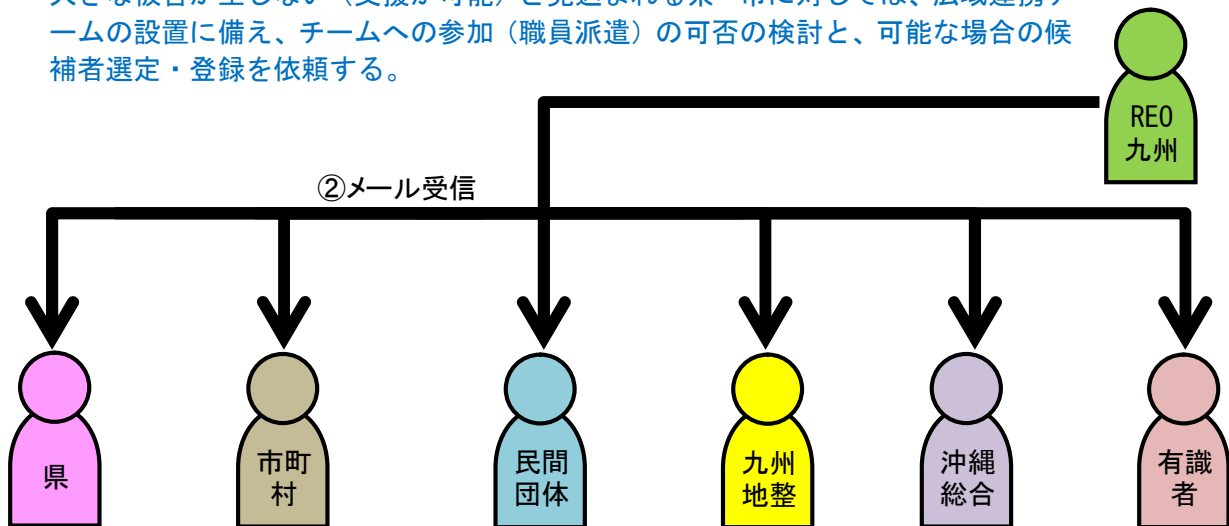 ームの設置に備え、チームへの参加（職員派遣）の可否の検討と、可能な場合の候
補者選定・登録を依頼する。
REO
九州
②メール受信
県
市町
村
民間
団体
九州
地整
沖縄
総合
有識
者